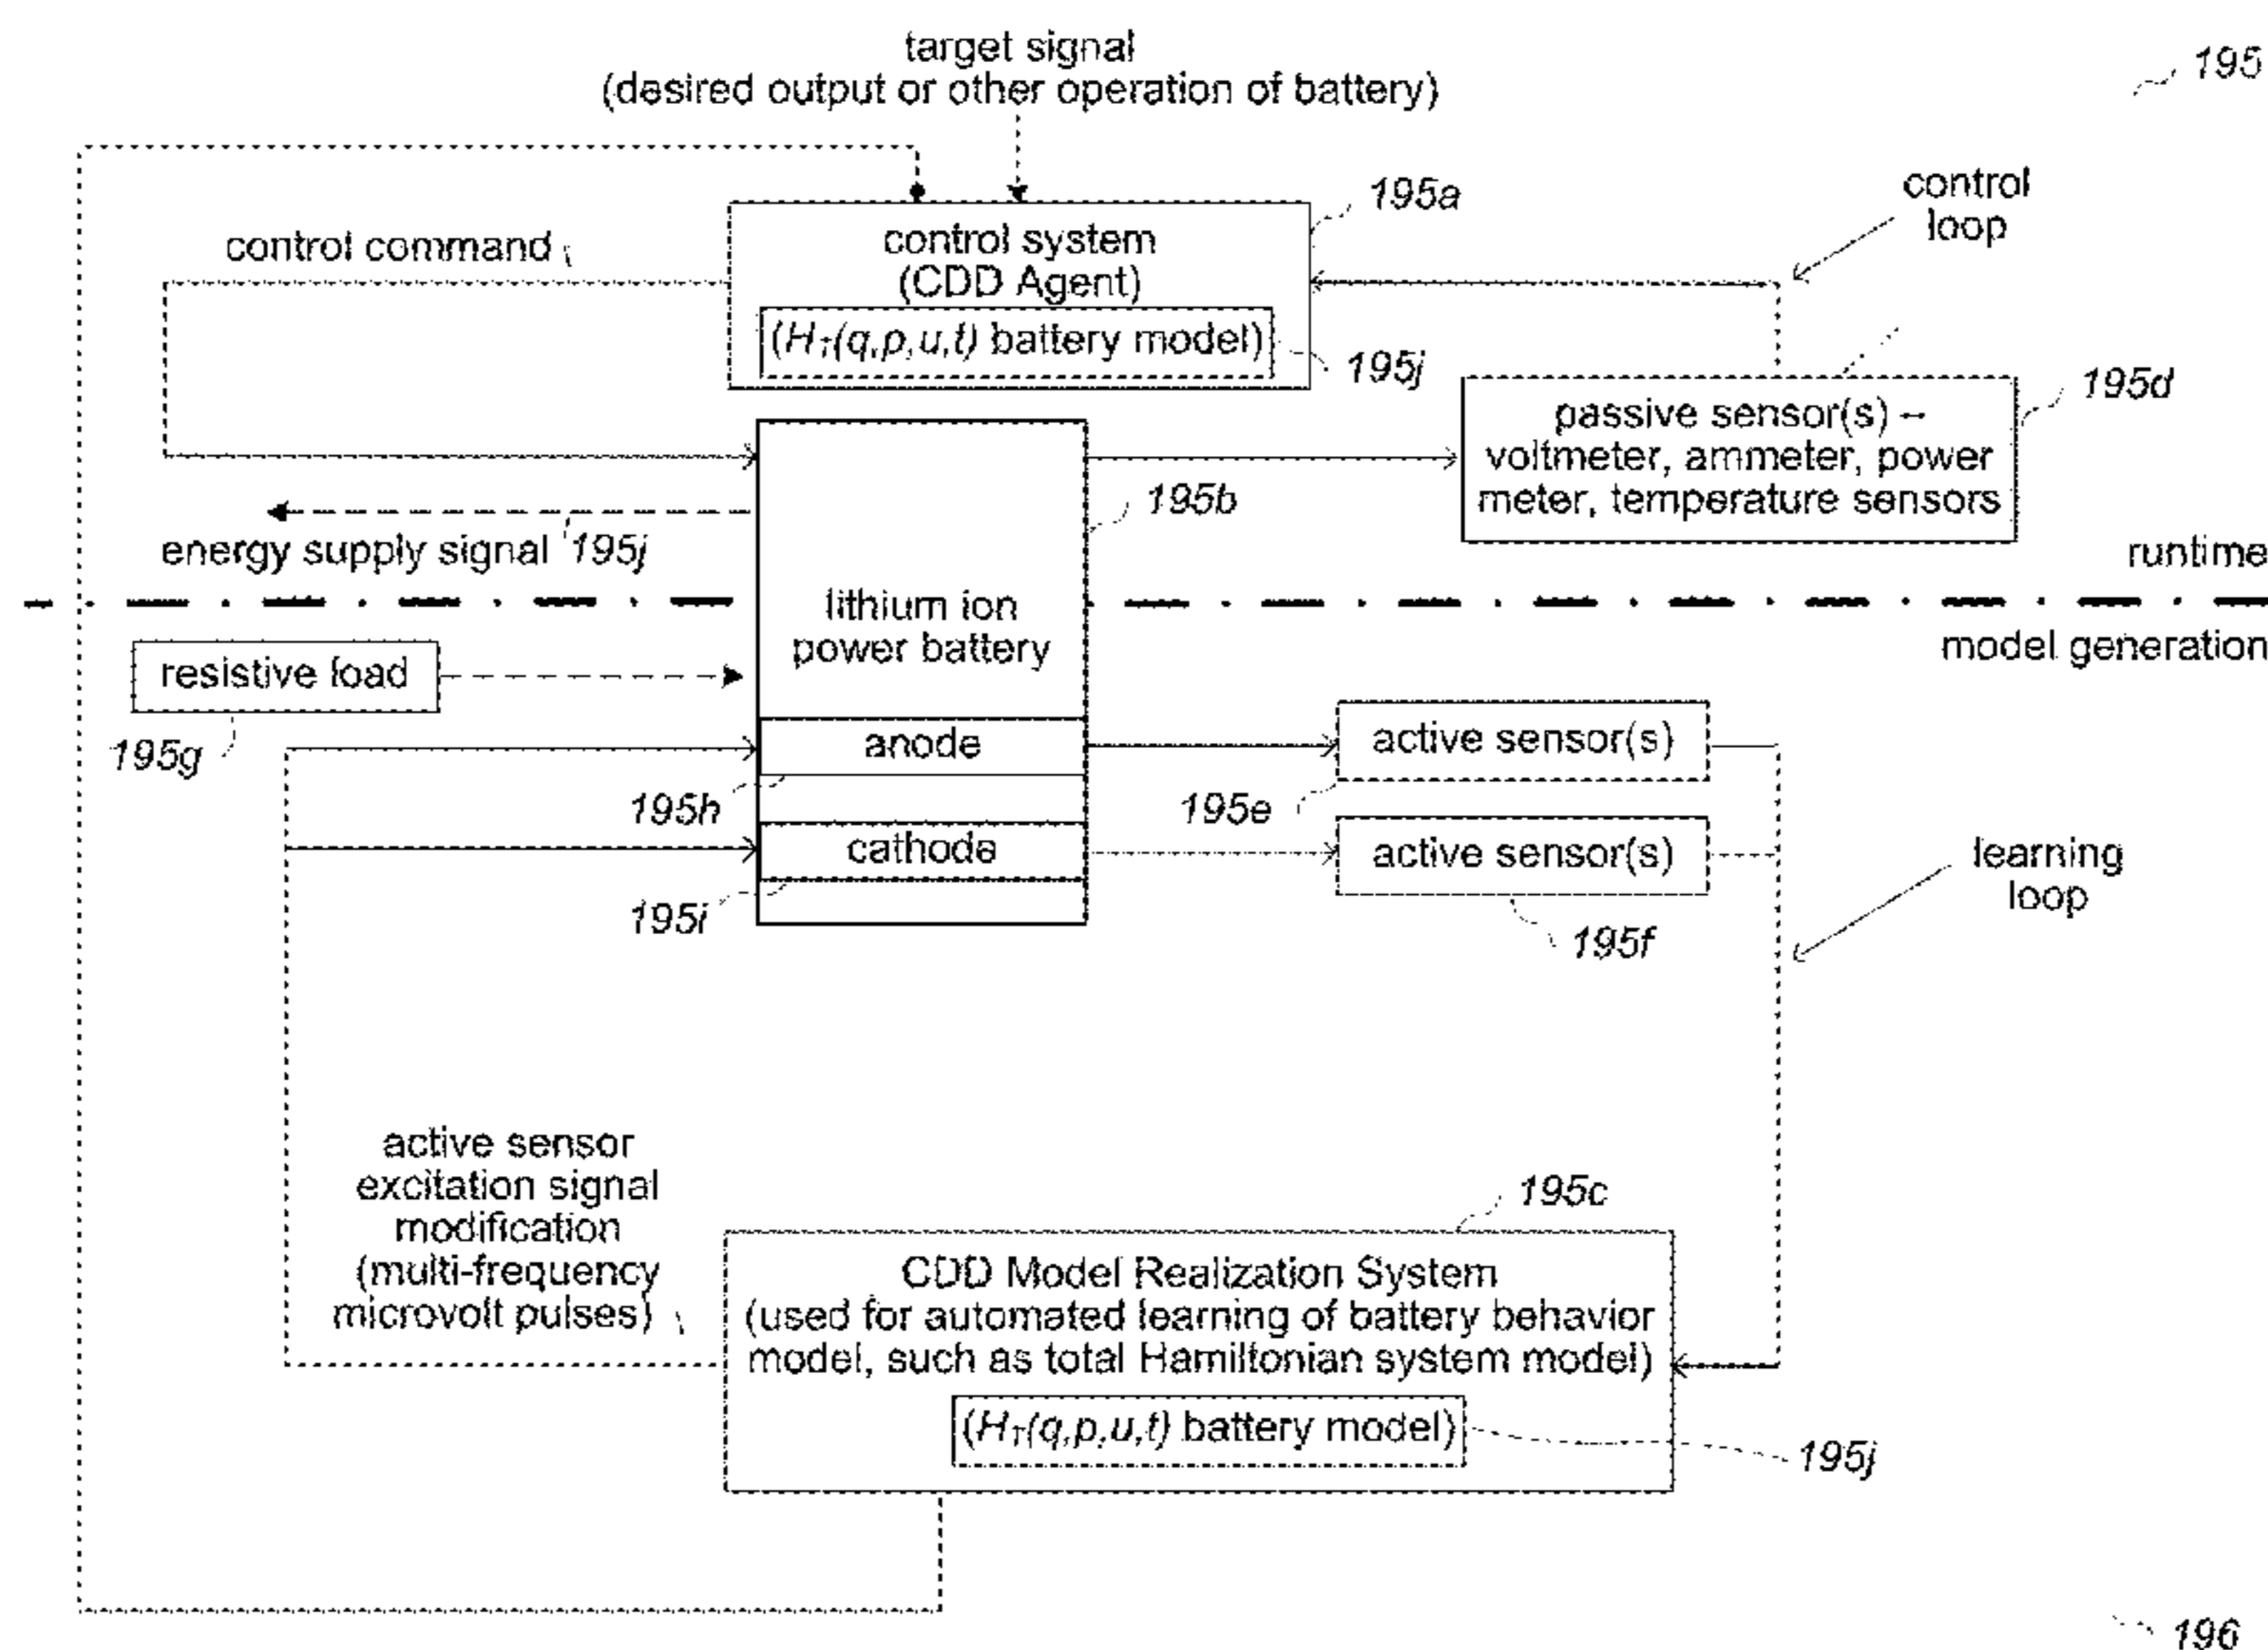 target signal
(desired output or other operation of battery)
195
control command
control system
(CDD Agent)
(H_T(q,p,u,t) battery model)
195a
195j
control
loop
passive sensor(s) –
voltmeter, ammeter, power
meter, temperature sensors
195d
195b
energy supply signal 195j
runtime
model generation
lithium ion
power battery
resistive load
195g
anode
195h
cathode
195i
active sensor(s)
195e
active sensor(s)
195f
learning
loop
active sensor
excitation signal
modification
(multi-frequency
microvolt pulses)
195c
CDD Model Realization System
(used for automated learning of battery behavior
model, such as total Hamiltonian system model)
(H_T(q,p,u,t) battery model)
195j
196